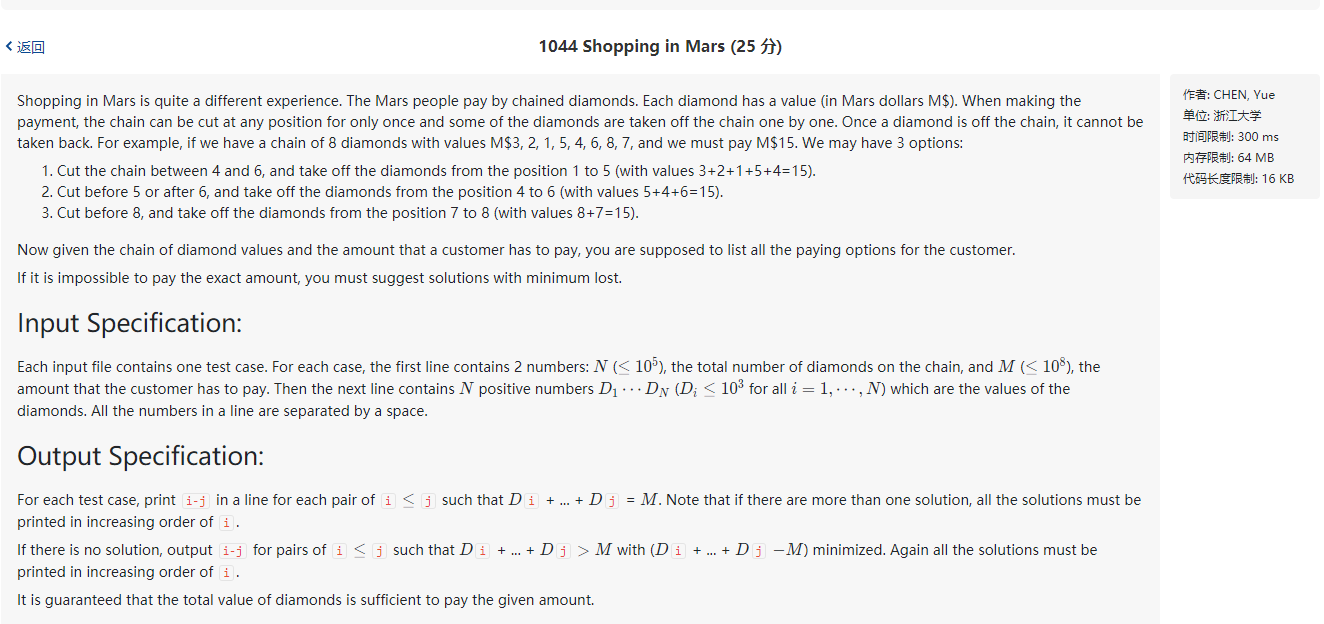 返回
1044 Shopping in Mars (25 分)
Shopping in Mars is quite a different experience. The Mars people pay by chained diamonds. Each diamond has a value (in Mars dollars M$). When making the
payment, the chain can be cut at any position for only once and some of the diamonds are taken off the chain one by one. Once a diamond is off the chain, it cannot be
taken back. For example, if we have a chain of 8 diamonds with values M$3, 2, 1, 5, 4, 6, 8, 7, and we must pay M$15. We may have 3 options:
1. Cut the chain between 4 and 6, and take off the diamonds from the position 1 to 5 (with values 3+2+1+5+4=15).
2. Cut before 5 or after 6, and take off the diamonds from the position 4 to 6 (with values 5+4+6=15).
3. Cut before 8, and take off the diamonds from the position 7 to 8 (with values 8+7=15).
Now given the chain of diamond values and the amount that a customer has to pay, you are supposed to list all the paying options for the customer.
If it is impossible to pay the exact amount, you must suggest solutions with minimum lost.
Input Specification:
Each input file contains one test case. For each case, the first line contains 2 numbers: N (≤ 10⁵), the total number of diamonds on the chain, and M (≤ 10⁸), the
amount that the customer has to pay. Then the next line contains N positive numbers D₁ ⋯ D_N (D_i ≤ 10³ for all i = 1, ⋯ , N) which are the values of the
diamonds. All the numbers in a line are separated by a space.
Output Specification:
For each test case, print i-j in a line for each pair of i ≤ j such that D i + ... + D j = M. Note that if there are more than one solution, all the solutions must be
printed in increasing order of i .
If there is no solution, output i-j for pairs of i ≤ j such that D i + ... + D j > M with (D i + ... + D j −M) minimized. Again all the solutions must be
printed in increasing order of i .
It is guaranteed that the total value of diamonds is sufficient to pay the given amount.
作者: CHEN, Yue
单位: 浙江大学
时间限制: 300 ms
内存限制: 64 MB
代码长度限制: 16 KB